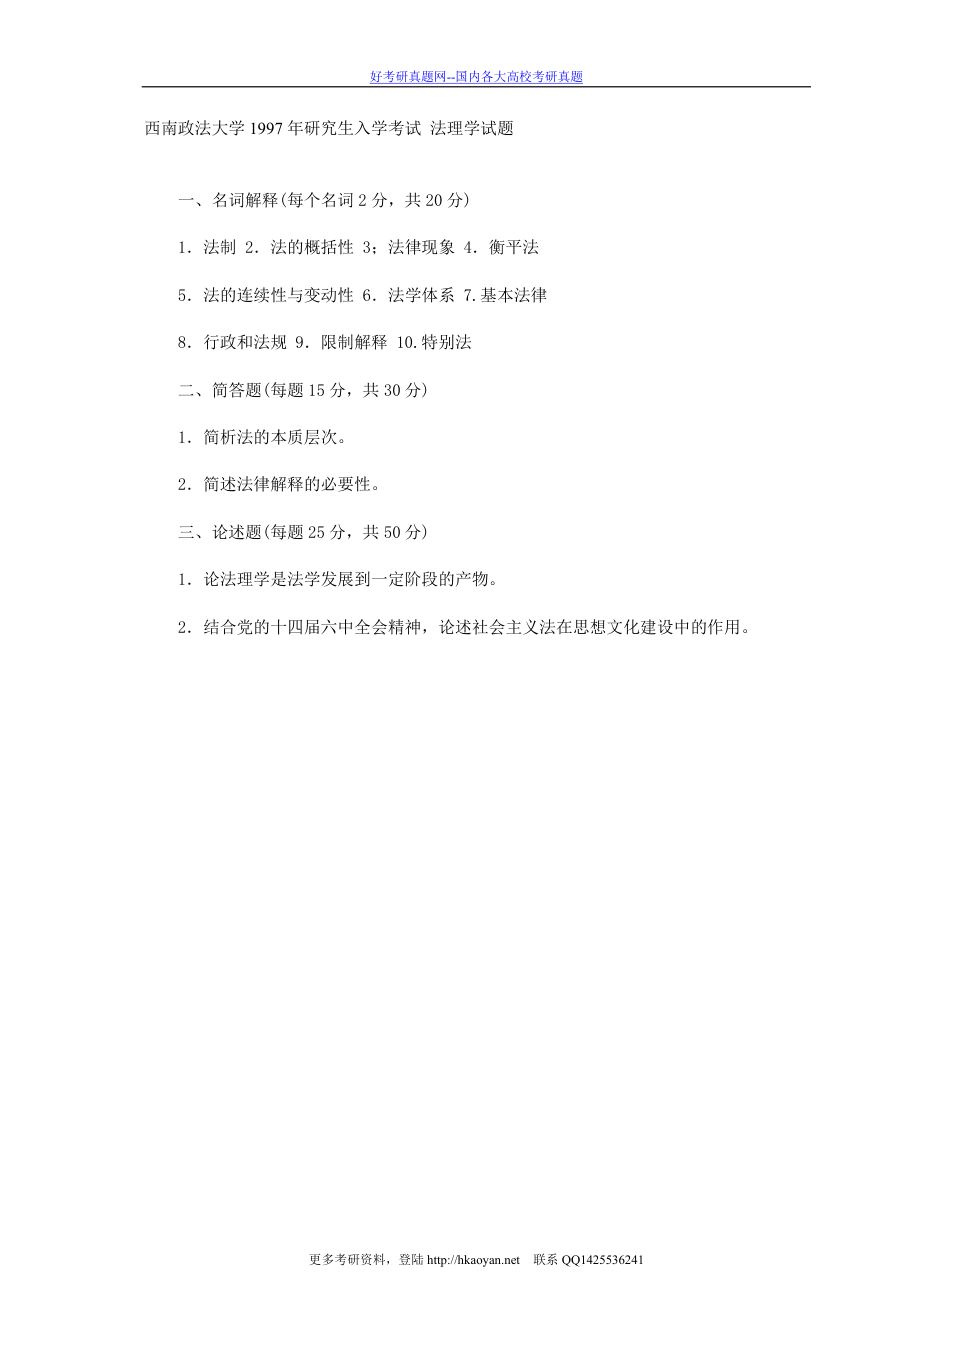 好考研真题网--国内各大高校考研真题
西南政法大学 1997 年研究生入学考试 法理学试题
一、名词解释(每个名词 2 分，共 20 分)
1．法制 2．法的概括性 3；法律现象 4．衡平法
5．法的连续性与变动性 6．法学体系 7.基本法律
8．行政和法规 9．限制解释 10.特别法
二、简答题(每题 15 分，共 30 分)
1．简析法的本质层次。
2．简述法律解释的必要性。
三、论述题(每题 25 分，共 50 分)
1．论法理学是法学发展到一定阶段的产物。
2．结合党的十四届六中全会精神，论述社会主义法在思想文化建设中的作用。
更多考研资料，登陆 http://hkaoyan.net 联系 QQ1425536241